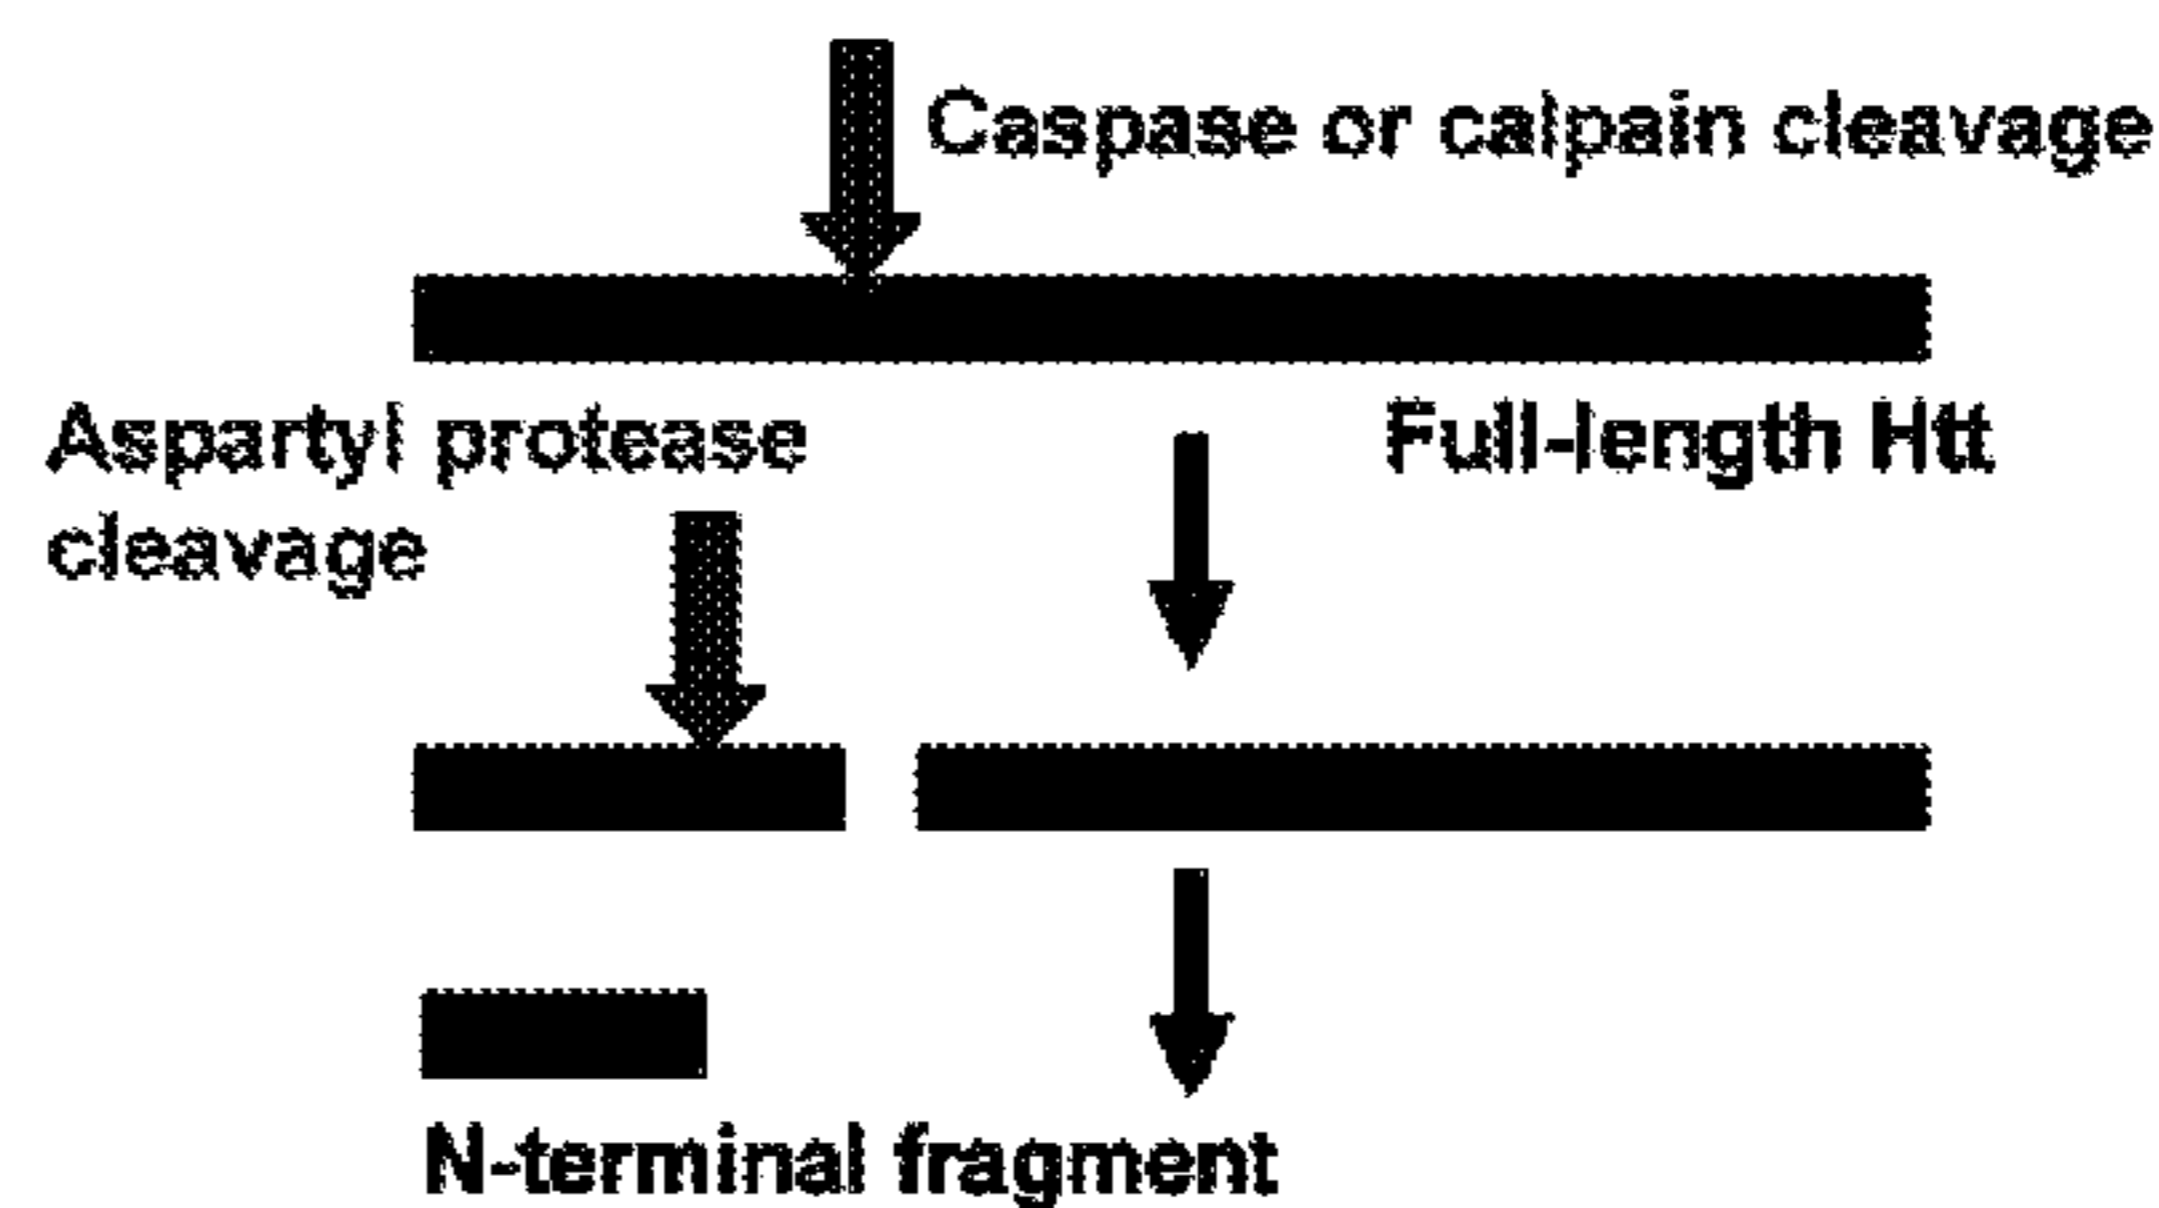 Caspase or calpain cleavage
Full-length Htt
Aspartyl protease
cleavage
N-terminal fragment